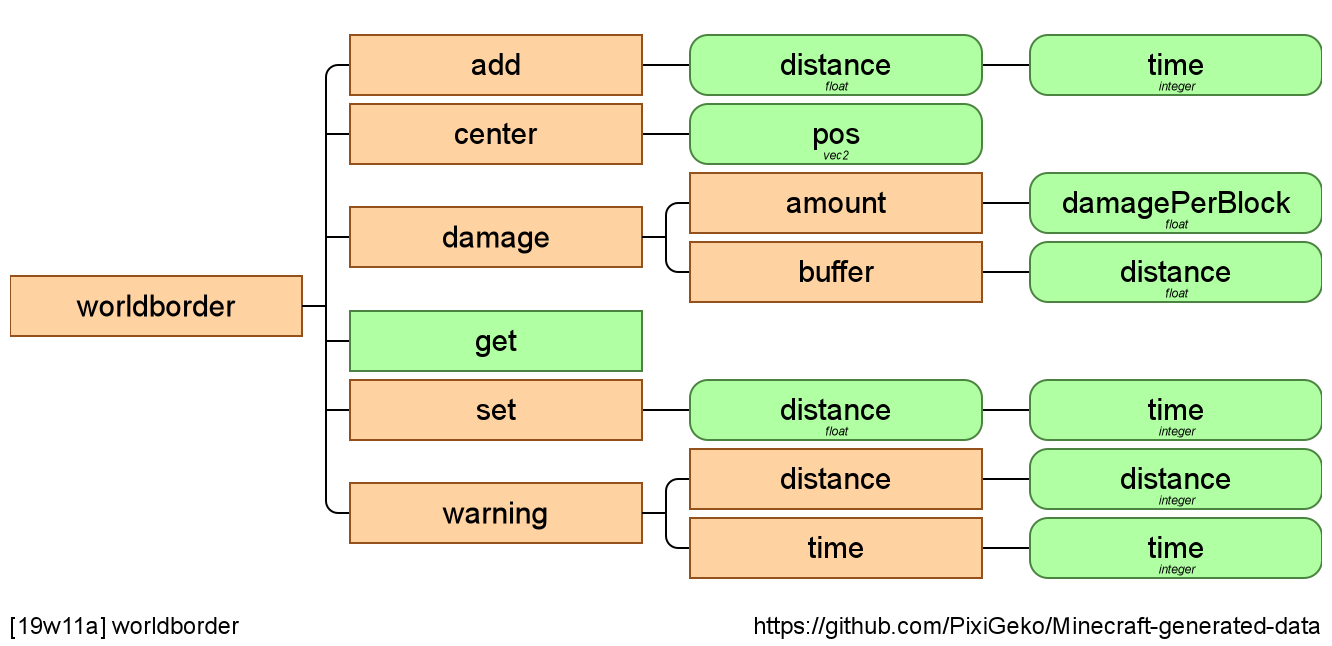 add
distance
float
time
integer
center
pos
vec2
damage
amount
damagePerBlock
float
buffer
distance
float
worldborder
get
set
distance
float
time
integer
warning
distance
distance
integer
time
time
integer
[19w11a] worldborder
https://github.com/PixiGeko/Minecraft-generated-data